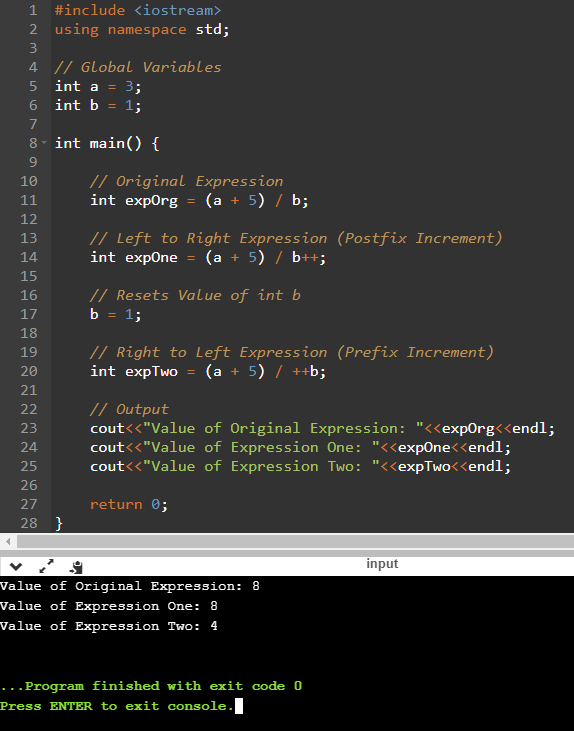 1 #include <iostream>
2 using namespace std;
3
4 // Global Variables
5 int a = 3;
6 int b = 1;
7
8 int main() {
9
10 // Original Expression
11 int expOrg = (a + 5) / b;
12
13 // Left to Right Expression (Postfix Increment)
14 int expOne = (a + 5) / b++;
15
16 // Resets Value of int b
17 b = 1;
18
19 // Right to Left Expression (Prefix Increment)
20 int expTwo = (a + 5) / ++b;
21
22 // Output
23 cout<<"Value of Original Expression: "<<expOrg<<endl;
24 cout<<"Value of Expression One: "<<expOne<<endl;
25 cout<<"Value of Expression Two: "<<expTwo<<endl;
26
27 return 0;
28 }
input
Value of Original Expression: 8
Value of Expression One: 8
Value of Expression Two: 4
...Program finished with exit code 0
Press ENTER to exit console.